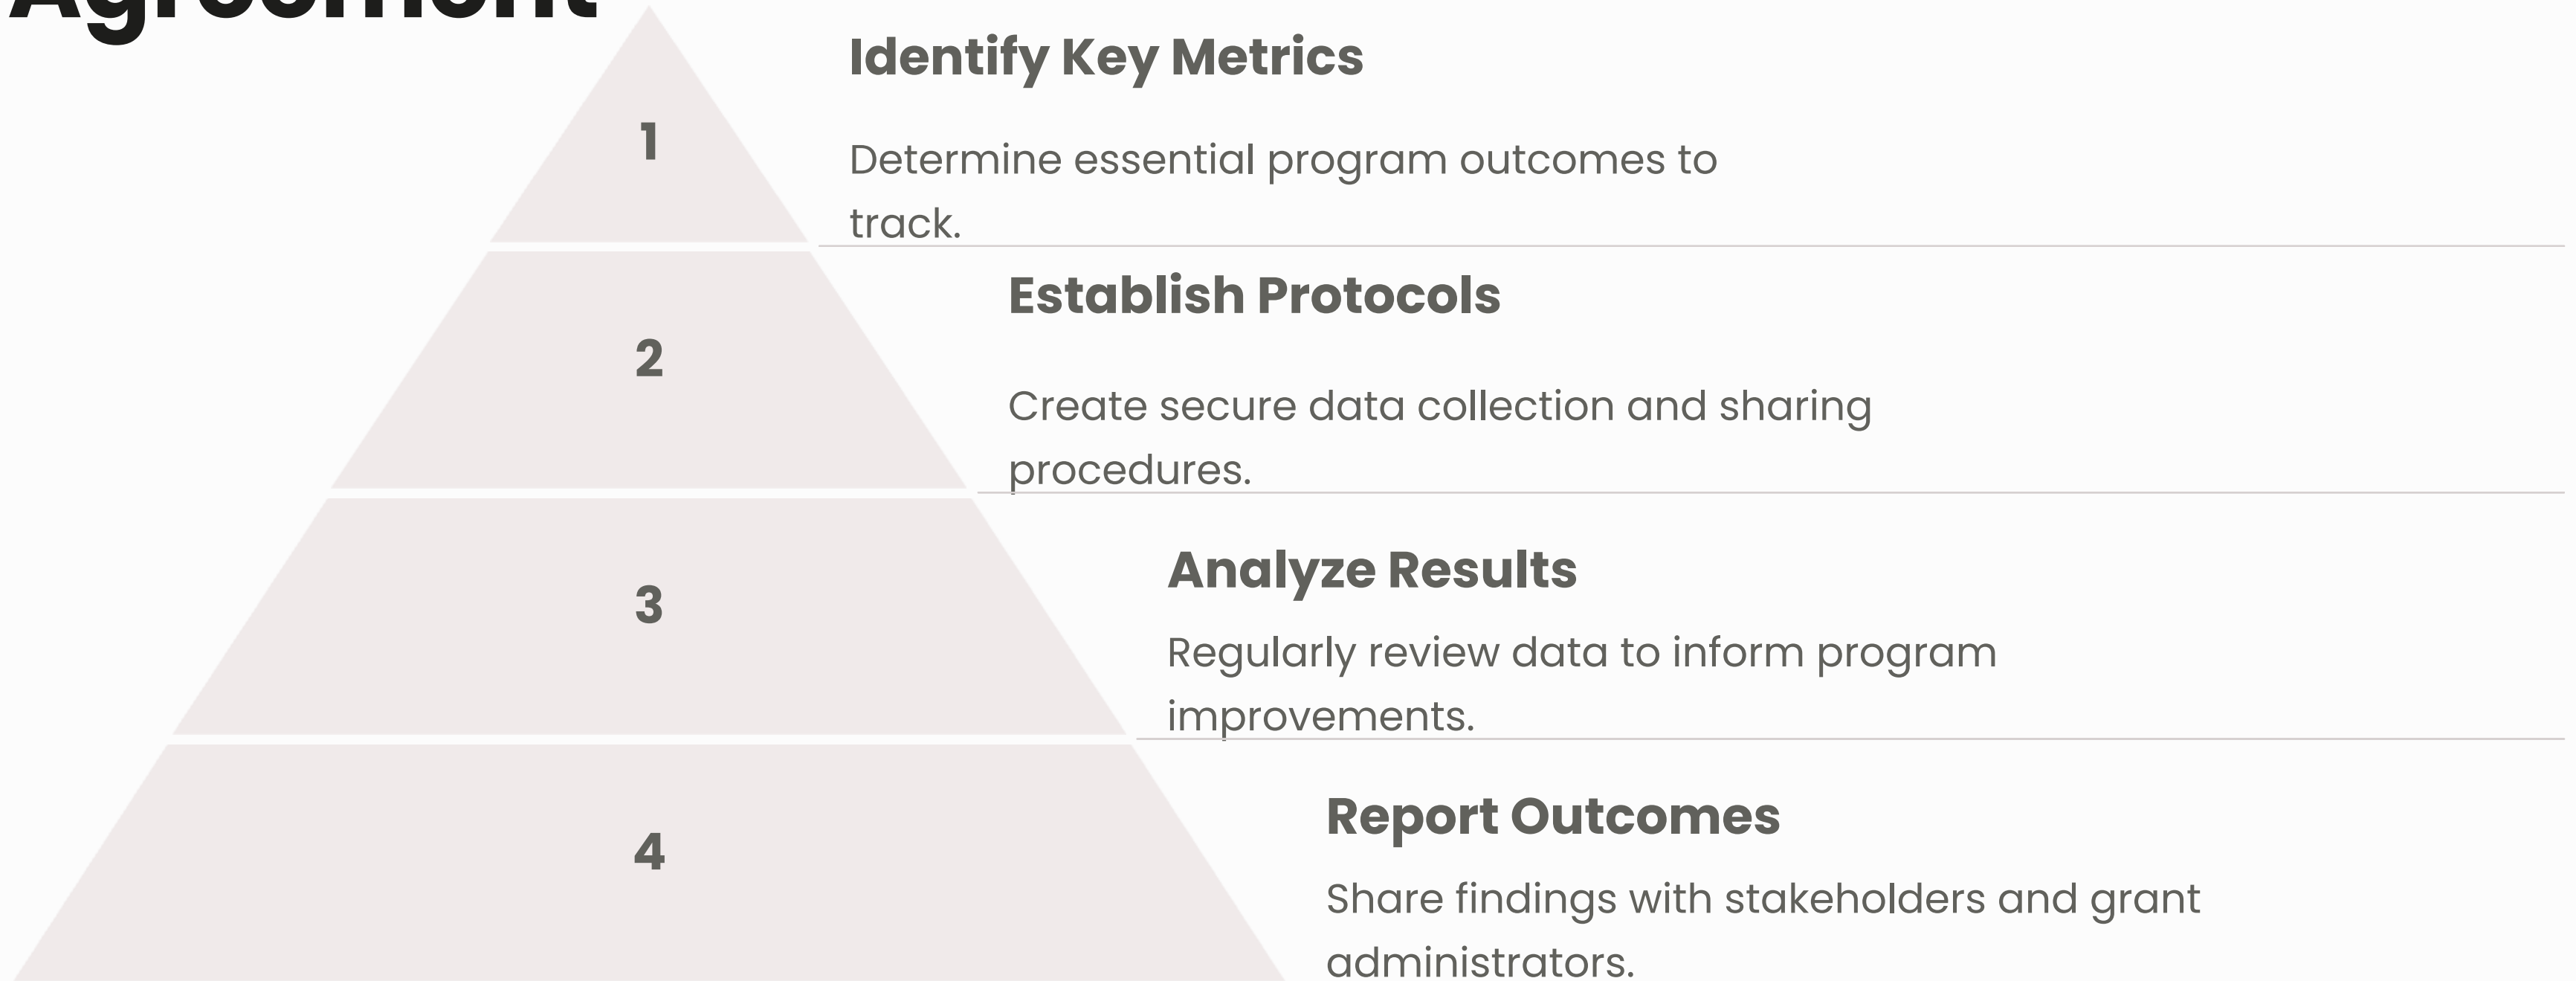 Agreement
1
Identify Key Metrics
Determine essential program outcomes to
track.
2
Establish Protocols
Create secure data collection and sharing
procedures.
3
Analyze Results
Regularly review data to inform program
improvements.
4
Report Outcomes
Share findings with stakeholders and grant
administrators.